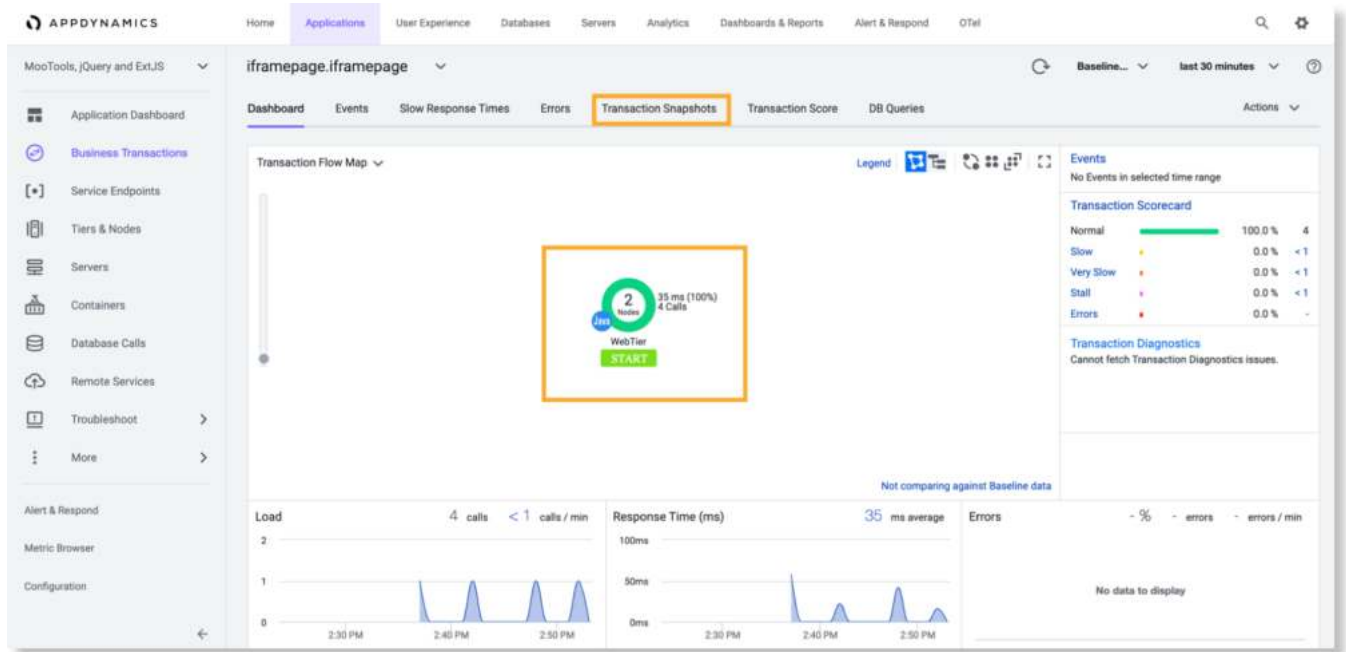 APPDYNAMICS
Home Applications User Experience Databases Servers Analytics Dashboards & Reports Alert & Respond OTel
MooTools, jQuery and ExtJS
iframepage.iframepage
Baseline... last 30 minutes
Dashboard Events Slow Response Times Errors Transaction Snapshots Transaction Score DB Queries Actions
Application Dashboard
Business Transactions
Service Endpoints
Tiers & Nodes
Servers
Containers
Database Calls
Remote Services
Troubleshoot
More
Alert & Respond
Metric Browser
Configuration
Transaction Flow Map
Legend
2
Nodes
Java
35 ms (100%)
4 Calls
WebTier
START
Not comparing against Baseline data
Events
No Events in selected time range
Transaction Scorecard
Normal 100.0 % 4
Slow 0.0 % < 1
Very Slow 0.0 % < 1
Stall 0.0 % < 1
Errors 0.0 % -
Transaction Diagnostics
Cannot fetch Transaction Diagnostics issues.
Load 4 calls < 1 calls / min
2
1
0
2:30 PM 2:40 PM 2:50 PM
Response Time (ms) 35 ms average
100ms
50ms
0ms
2:30 PM 2:40 PM 2:50 PM
Errors - % - errors - errors / min
No data to display